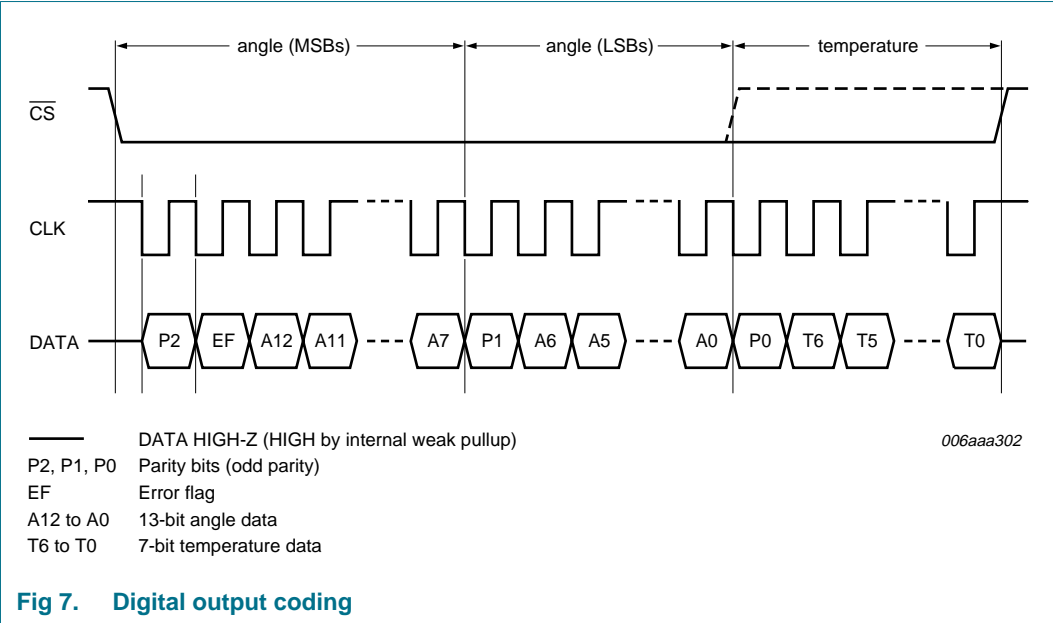 angle (MSBs) angle (LSBs) temperature
CS
CLK
DATA P2 EF A12 A11 A7 P1 A6 A5 A0 P0 T6 T5 T0
DATA HIGH-Z (HIGH by internal weak pullup) 006aaa302
P2, P1, P0 Parity bits (odd parity)
EF Error flag
A12 to A0 13-bit angle data
T6 to T0 7-bit temperature data
Fig 7. Digital output coding